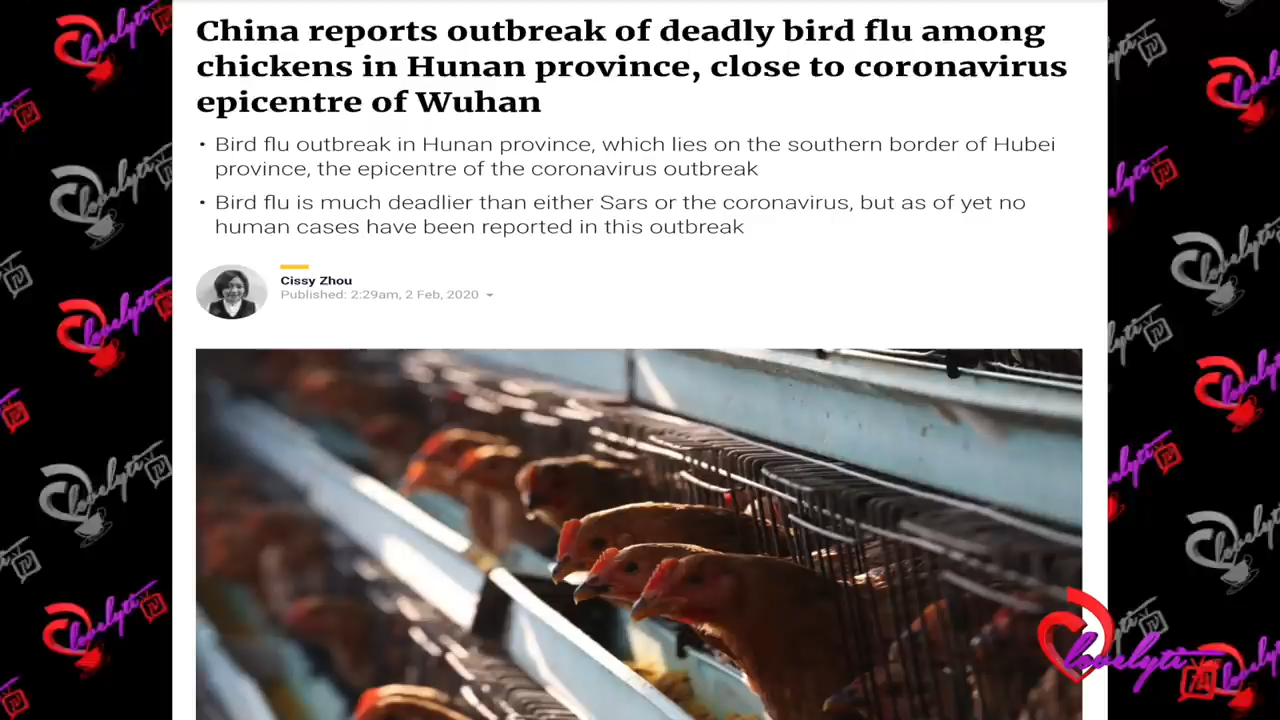 China reports outbreak of deadly bird flu among
chickens in Hunan province, close to coronavirus
epicentre of Wuhan
• Bird flu outbreak in Hunan province, which lies on the southern border of Hubei
province, the epicentre of the coronavirus outbreak
• Bird flu is much deadlier than either Sars or the coronavirus, but as of yet no
human cases have been reported in this outbreak
Cissy Zhou
Published: 2:29am, 2 Feb, 2020
lovelyti